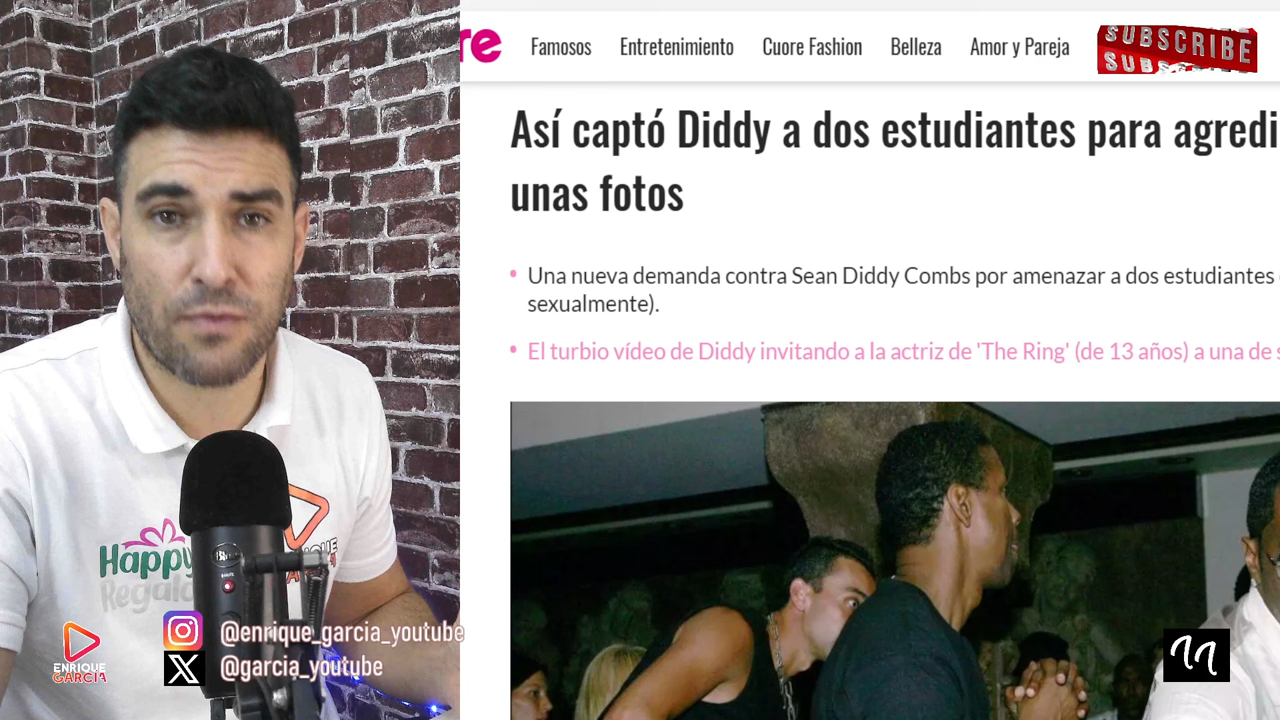 re
Famosos
Entretenimiento
Cuore Fashion
Belleza
Amor y Pareja
SUBSCRIBE
Así captó Diddy a dos estudiantes para agredi
unas fotos
Una nueva demanda contra Sean Diddy Combs por amenazar a dos estudiantes
sexualmente).
El turbio vídeo de Diddy invitando a la actriz de 'The Ring' (de 13 años) a una de s
Happy
Regalo
@enrique_garcia_youtube
@garcia_youtube
ENRIQUE
GARCIA